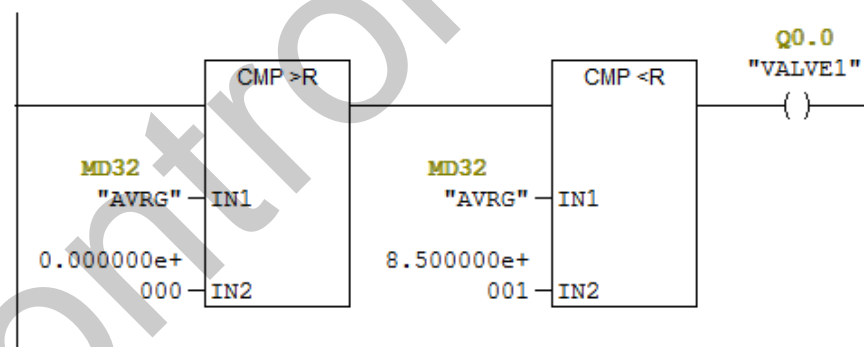 Q0.0
"VALVE1"
CMP >R
CMP <R
MD32
"AVRG"
IN1
MD32
"AVRG"
IN1
0.000000e+
000
IN2
8.500000e+
001
IN2
ontrol